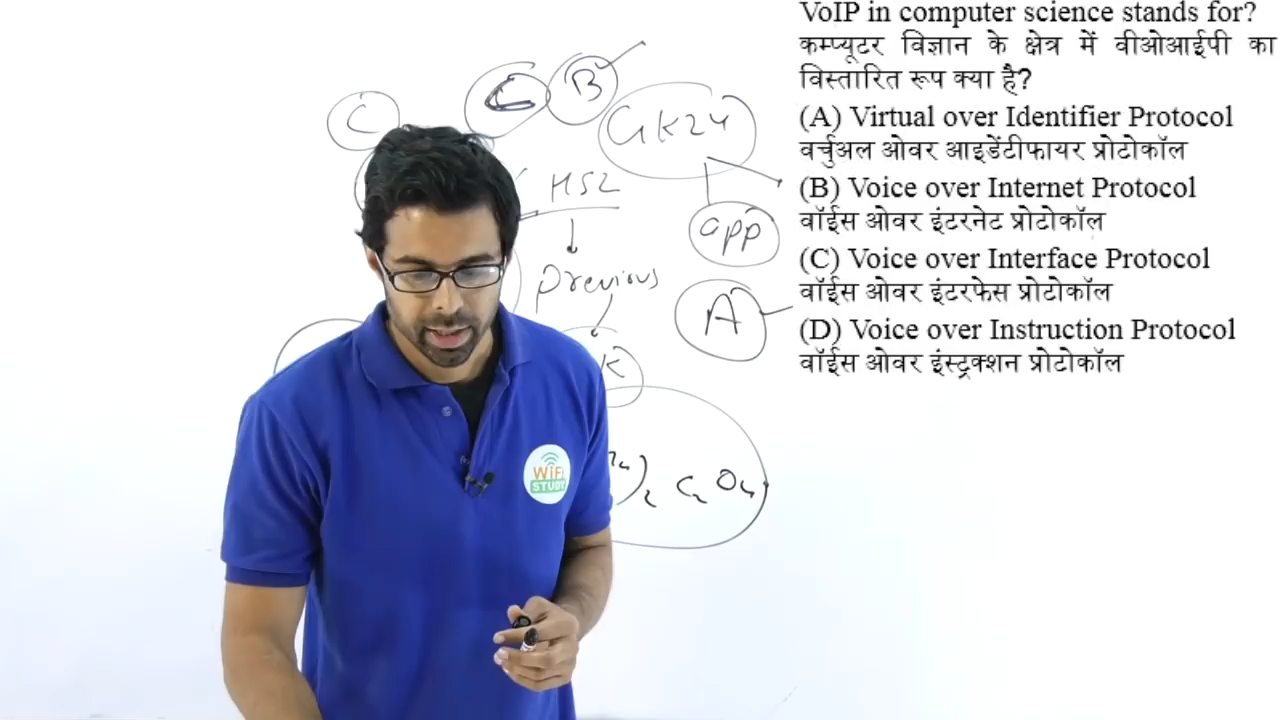 VoIP in computer science stands for?
कम्प्यूटर विज्ञान के क्षेत्र में वीओआईपी का
विस्तारित रूप क्या है?
(A) Virtual over Identifier Protocol
वर्चुअल ओवर आइडेंटीफायर प्रोटोकॉल
(B) Voice over Internet Protocol
वॉईस ओवर इंटरनेट प्रोटोकॉल
(C) Voice over Interface Protocol
वॉईस ओवर इंटरफेस प्रोटोकॉल
(D) Voice over Instruction Protocol
वॉईस ओवर इंस्ट्रक्शन प्रोटोकॉल
C
C B
GK24
app
Previous
A
K
C₂O₄
WiFi
STUDY